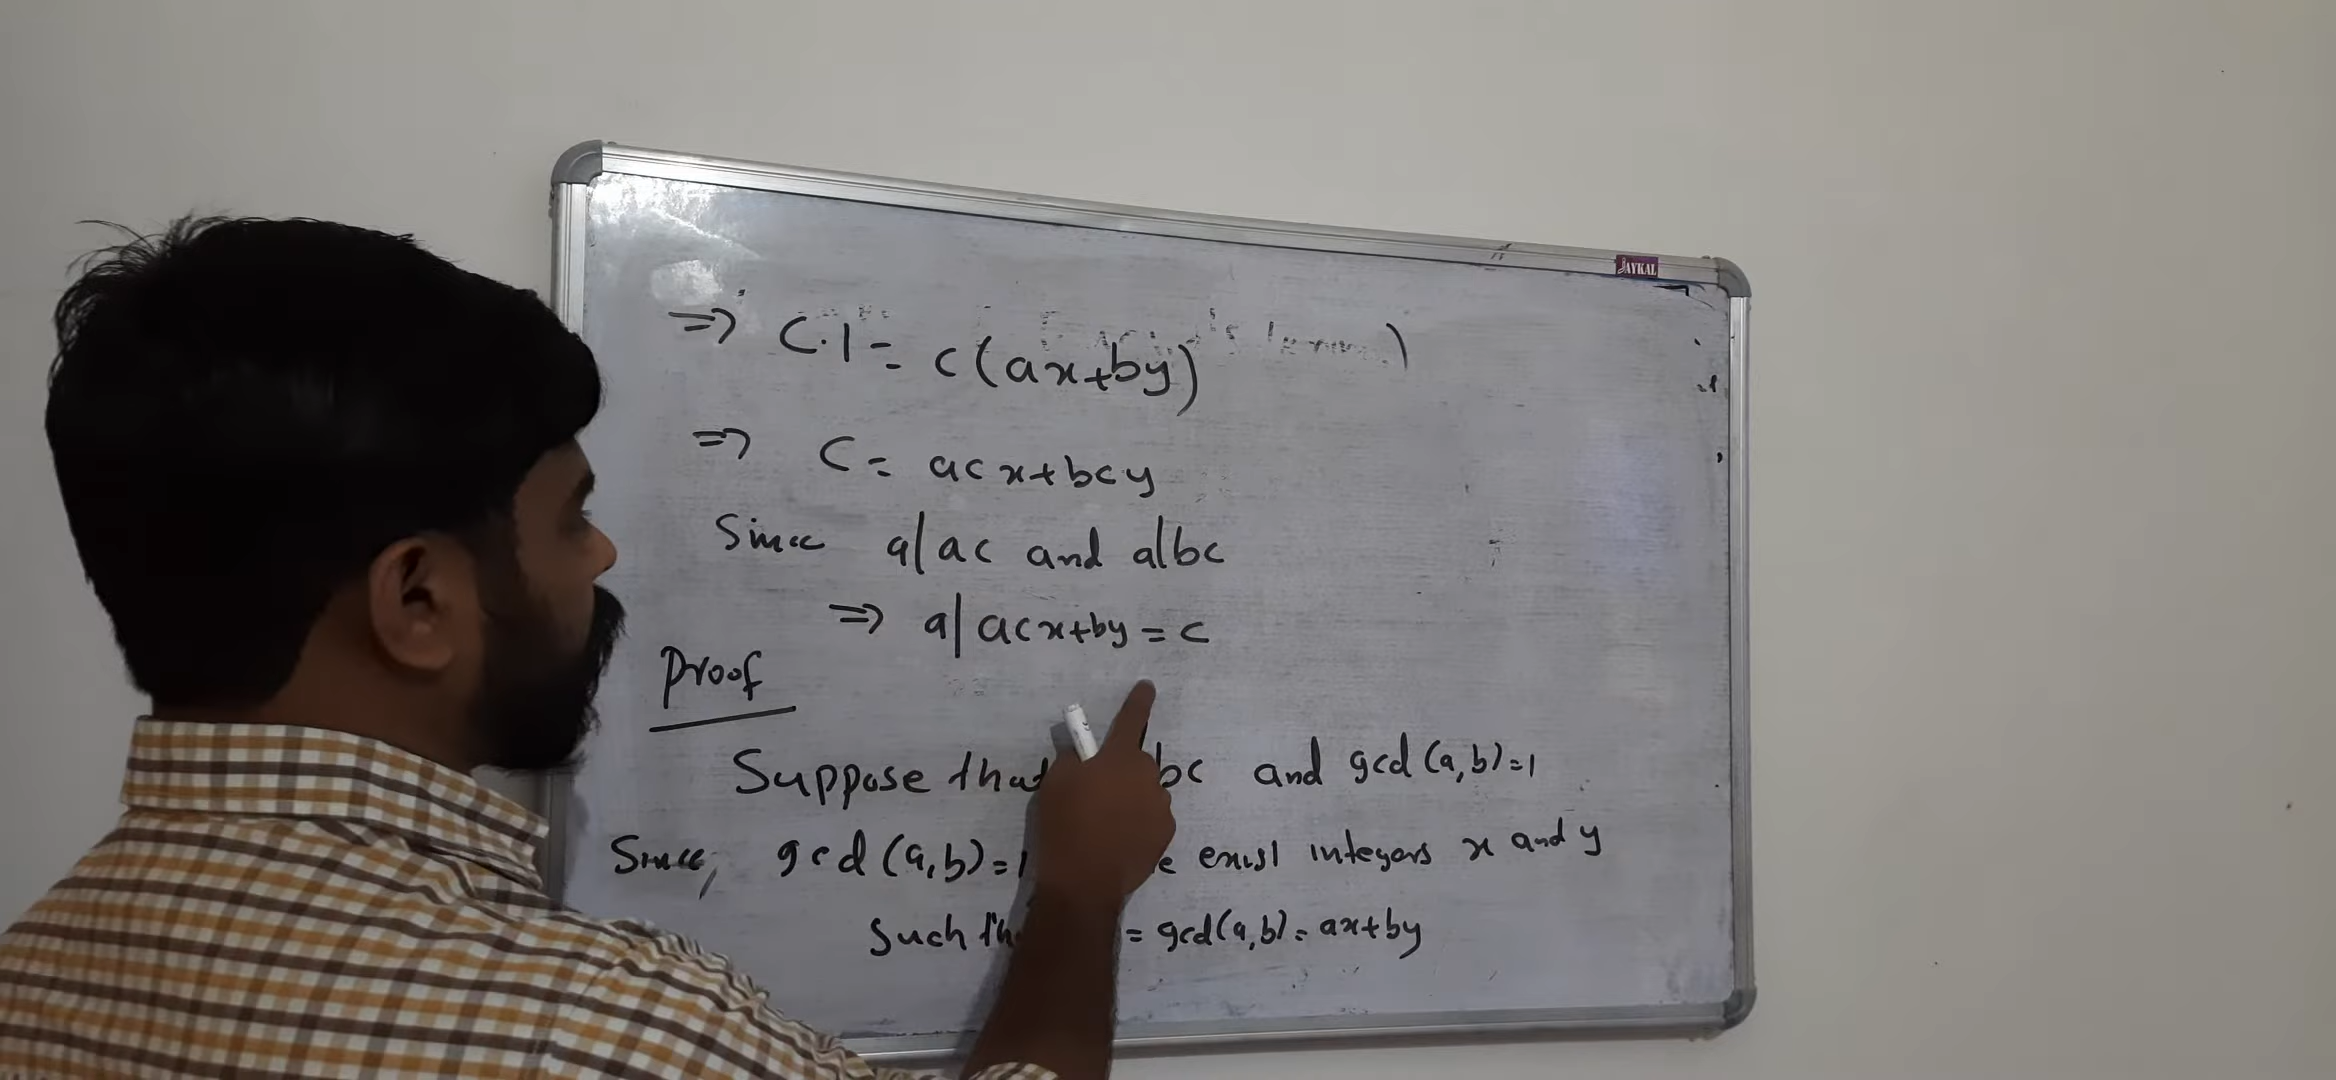 JAYKAL
⇒ C.1 = c(ax+by)
⇒ C = acx+bcy
Since a|ac and a|bc
⇒ a|acx+by = c
Proof
Suppose that bc and gcd(a,b)=1
Since, gcd(a,b)=1 exist integers x and y
Such = gcd(a,b) = ax+by